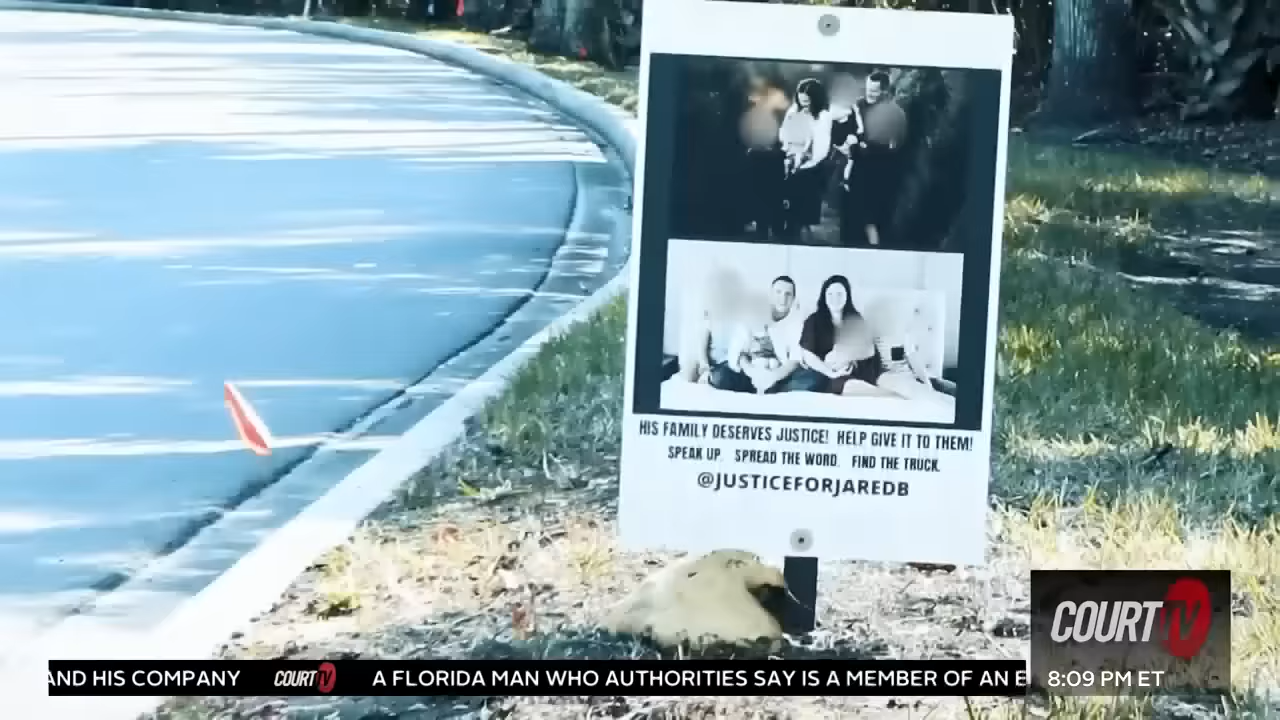 HIS FAMILY DESERVES JUSTICE! HELP GIVE IT TO THEM!
SPEAK UP. SPREAD THE WORD. FIND THE TRUCK.
@JUSTICEFORJAREDB
COURT TV
AND HIS COMPANY COURT TV A FLORIDA MAN WHO AUTHORITIES SAY IS A MEMBER OF AN E
8:09 PM ET